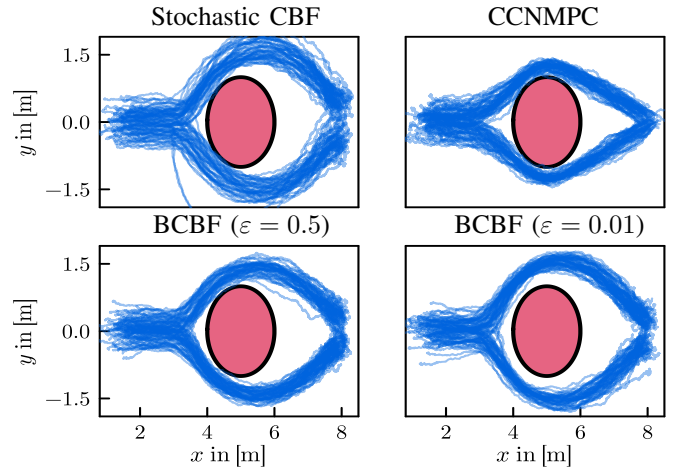 Stochastic CBF
CCNMPC
1.5
0.0
−1.5
y in [m]
BCBF (ε = 0.5)
BCBF (ε = 0.01)
1.5
0.0
−1.5
y in [m]
2 4 6 8
2 4 6 8
x in [m]
x in [m]